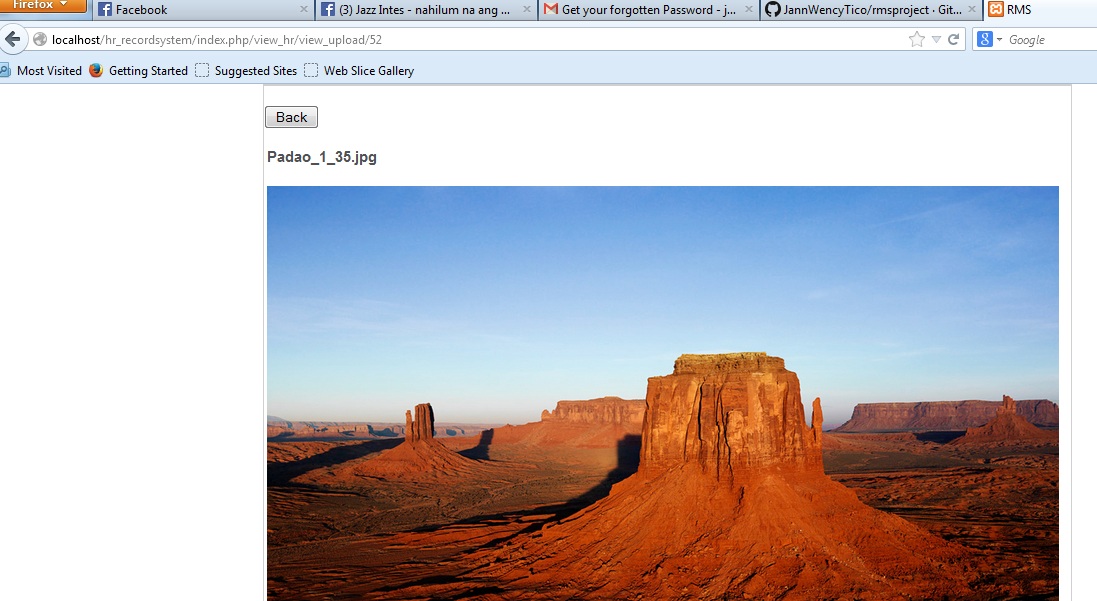 Firefox
Facebook
(3) Jazz Intes - nahilum na ang ...
Get your forgotten Password - j...
JannWencyTico/rmsproject · Git...
RMS
localhost/hr_recordsystem/index.php/view_hr/view_upload/52
Google
Most Visited
Getting Started
Suggested Sites
Web Slice Gallery
Back
Padao_1_35.jpg